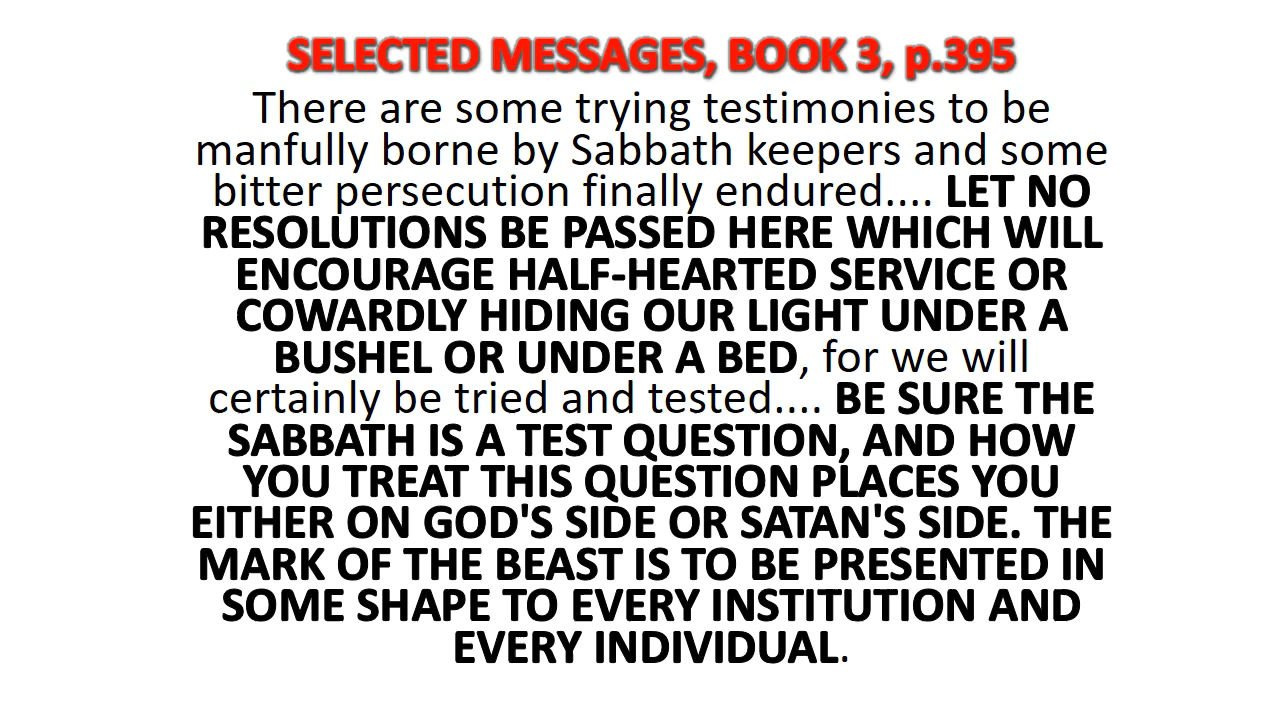 SELECTED MESSAGES, BOOK 3, p.395
There are some trying testimonies to be
manfully borne by Sabbath keepers and some
bitter persecution finally endured.... LET NO
RESOLUTIONS BE PASSED HERE WHICH WILL
ENCOURAGE HALF-HEARTED SERVICE OR
COWARDLY HIDING OUR LIGHT UNDER A
BUSHEL OR UNDER A BED, for we will
certainly be tried and tested.... BE SURE THE
SABBATH IS A TEST QUESTION, AND HOW
YOU TREAT THIS QUESTION PLACES YOU
EITHER ON GOD'S SIDE OR SATAN'S SIDE. THE
MARK OF THE BEAST IS TO BE PRESENTED IN
SOME SHAPE TO EVERY INSTITUTION AND
EVERY INDIVIDUAL.